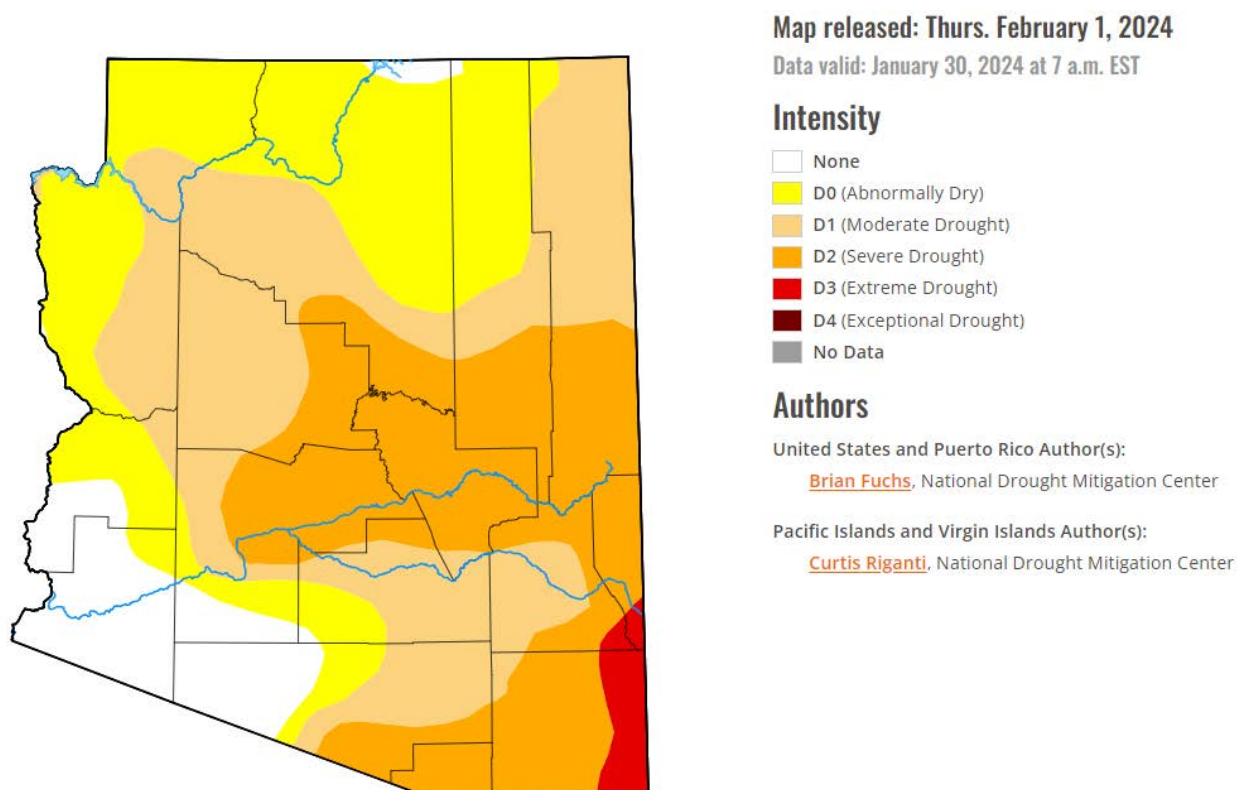 Map released: Thurs. February 1, 2024
Data valid: January 30, 2024 at 7 a.m. EST
Intensity
None
D0 (Abnormally Dry)
D1 (Moderate Drought)
D2 (Severe Drought)
D3 (Extreme Drought)
D4 (Exceptional Drought)
No Data
Authors
United States and Puerto Rico Author(s):
Brian Fuchs, National Drought Mitigation Center
Pacific Islands and Virgin Islands Author(s):
Curtis Riganti, National Drought Mitigation Center